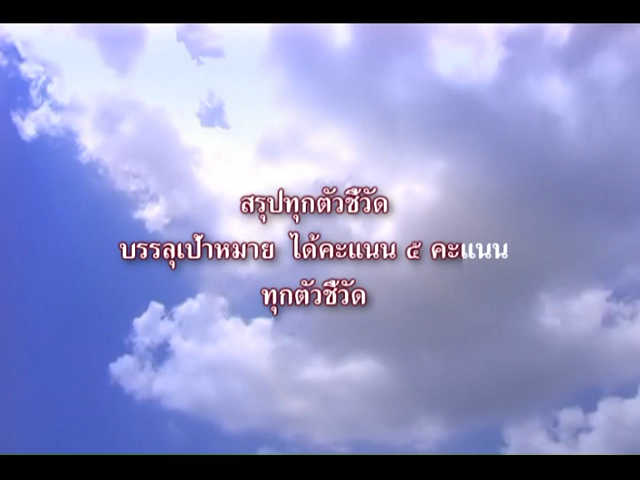 สรุปทุกตัวชี้วัด
บรรลุเป้าหมาย ได้คะแนน ๕ คะแนน
ทุกตัวชี้วัด